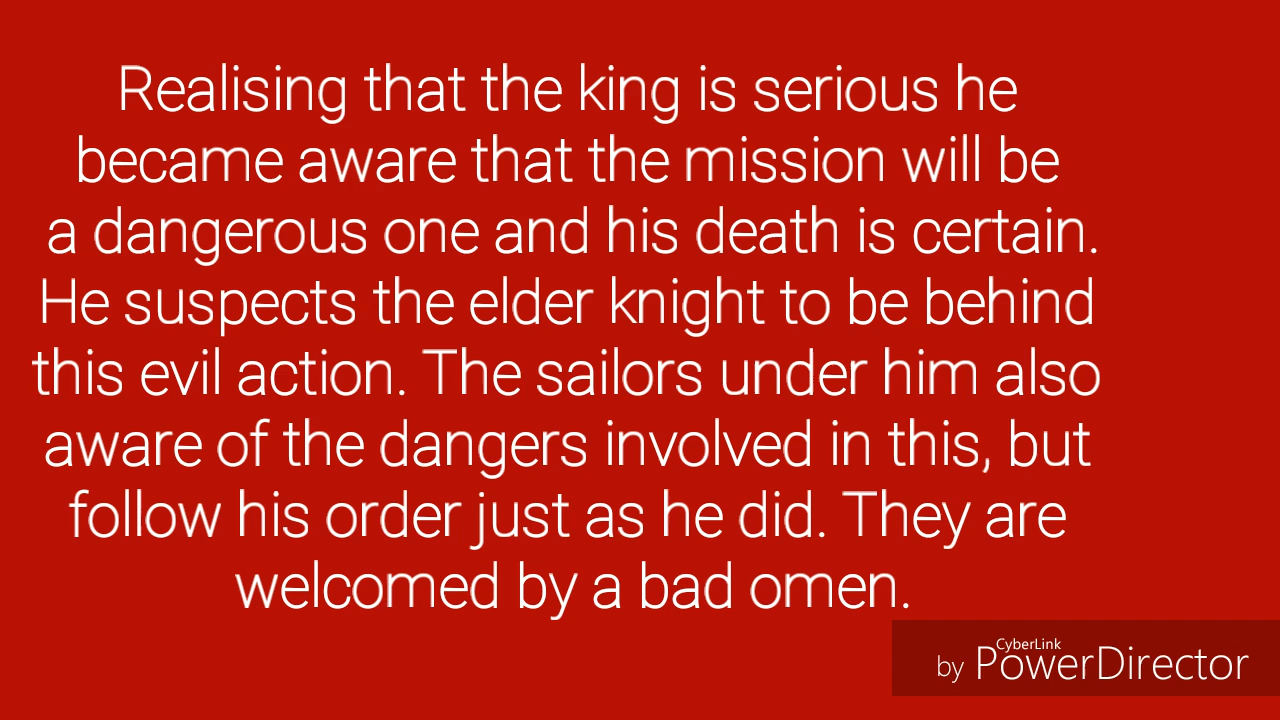 Realising that the king is serious he
became aware that the mission will be
a dangerous one and his death is certain.
He suspects the elder knight to be behind
this evil action. The sailors under him also
aware of the dangers involved in this, but
follow his order just as he did. They are
welcomed by a bad omen.
CyberLink
by PowerDirector